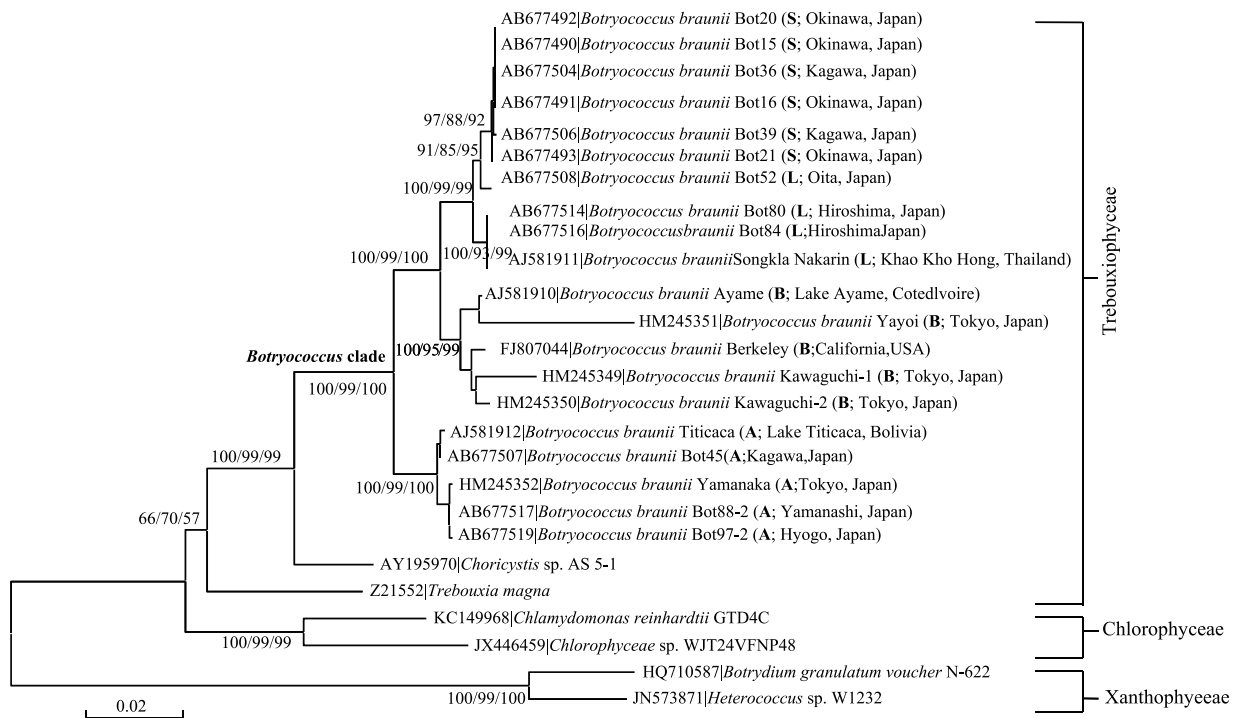 AB677492|Botryococcus braunii Bot20 (S; Okinawa, Japan)
AB677490|Botryococcus braunii Bot15 (S; Okinawa, Japan)
AB677504|Botryococcus braunii Bot36 (S; Kagawa, Japan)
AB677491|Botryococcus braunii Bot16 (S; Okinawa, Japan)
97/88/92
AB677506|Botryococcus braunii Bot39 (S; Kagawa, Japan)
91/85/95
AB677493|Botryococcus braunii Bot21 (S; Okinawa, Japan)
AB677508|Botryococcus braunii Bot52 (L; Oita, Japan)
100/99/99
AB677514|Botryococcus braunii Bot80 (L; Hiroshima, Japan)
AB677516|Botryococcusbraunii Bot84 (L;HiroshimaJapan)
100/99/100
100/93/99
AJ581911|Botryococcus brauniiSongkla Nakarin (L; Khao Kho Hong, Thailand)
Trebouxiophyceae
AJ581910|Botryococcus braunii Ayame (B; Lake Ayame, Cotedlvoire)
HM245351|Botryococcus braunii Yayoi (B; Tokyo, Japan)
100/95/99
FJ807044|Botryococcus braunii Berkeley (B;California,USA)
Botryococcus clade
HM245349|Botryococcus braunii Kawaguchi-1 (B; Tokyo, Japan)
100/99/100
HM245350|Botryococcus braunii Kawaguchi-2 (B; Tokyo, Japan)
AJ581912|Botryococcus braunii Titicaca (A; Lake Titicaca, Bolivia)
100/99/99
AB677507|Botryococcus braunii Bot45(A;Kagawa,Japan)
100/99/100
HM245352|Botryococcus braunii Yamanaka (A;Tokyo, Japan)
AB677517|Botryococcus braunii Bot88-2 (A; Yamanashi, Japan)
66/70/57
AB677519|Botryococcus braunii Bot97-2 (A; Hyogo, Japan)
AY195970|Choricystis sp. AS 5-1
Z21552|Trebouxia magna
KC149968|Chlamydomonas reinhardtii GTD4C
Chlorophyceae
100/99/99
JX446459|Chlorophyceae sp. WJT24VFNP48
HQ710587|Botrydium granulatum voucher N-622
100/99/100
JN573871|Heterococcus sp. W1232
Xanthophyeeae
0.02